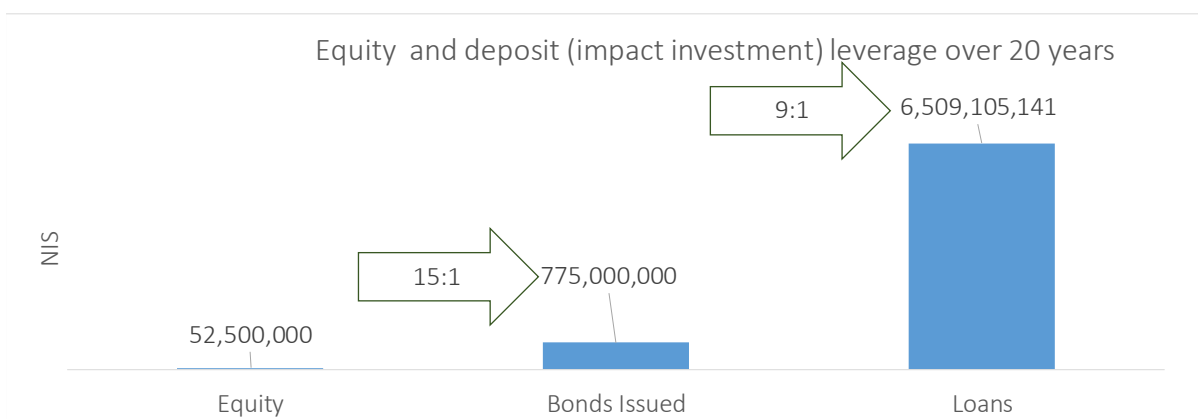 Equity and deposit (impact investment) leverage over 20 years
9:1
6,509,105,141
NIS
15:1
775,000,000
52,500,000
Equity
Bonds Issued
Loans